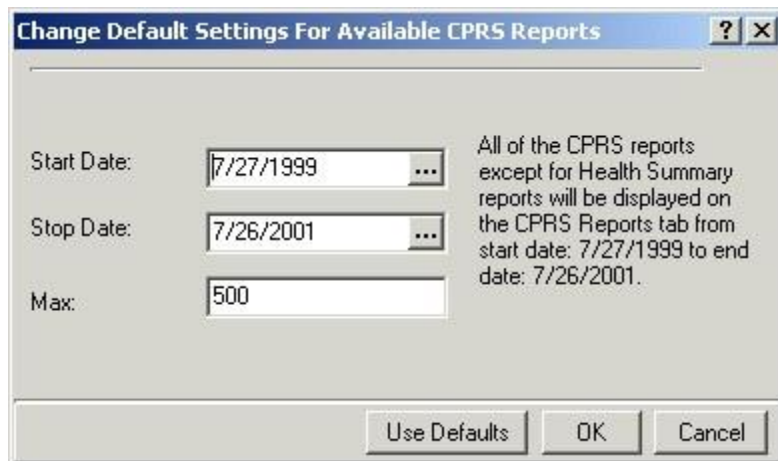 Change Default Settings For Available CPRS Reports
Start Date:
7/27/1999
...
Stop Date:
7/26/2001
...
Max:
500
All of the CPRS reports
except for Health Summary
reports will be displayed on
the CPRS Reports tab from
start date: 7/27/1999 to end
date: 7/26/2001.
Use Defaults
OK
Cancel